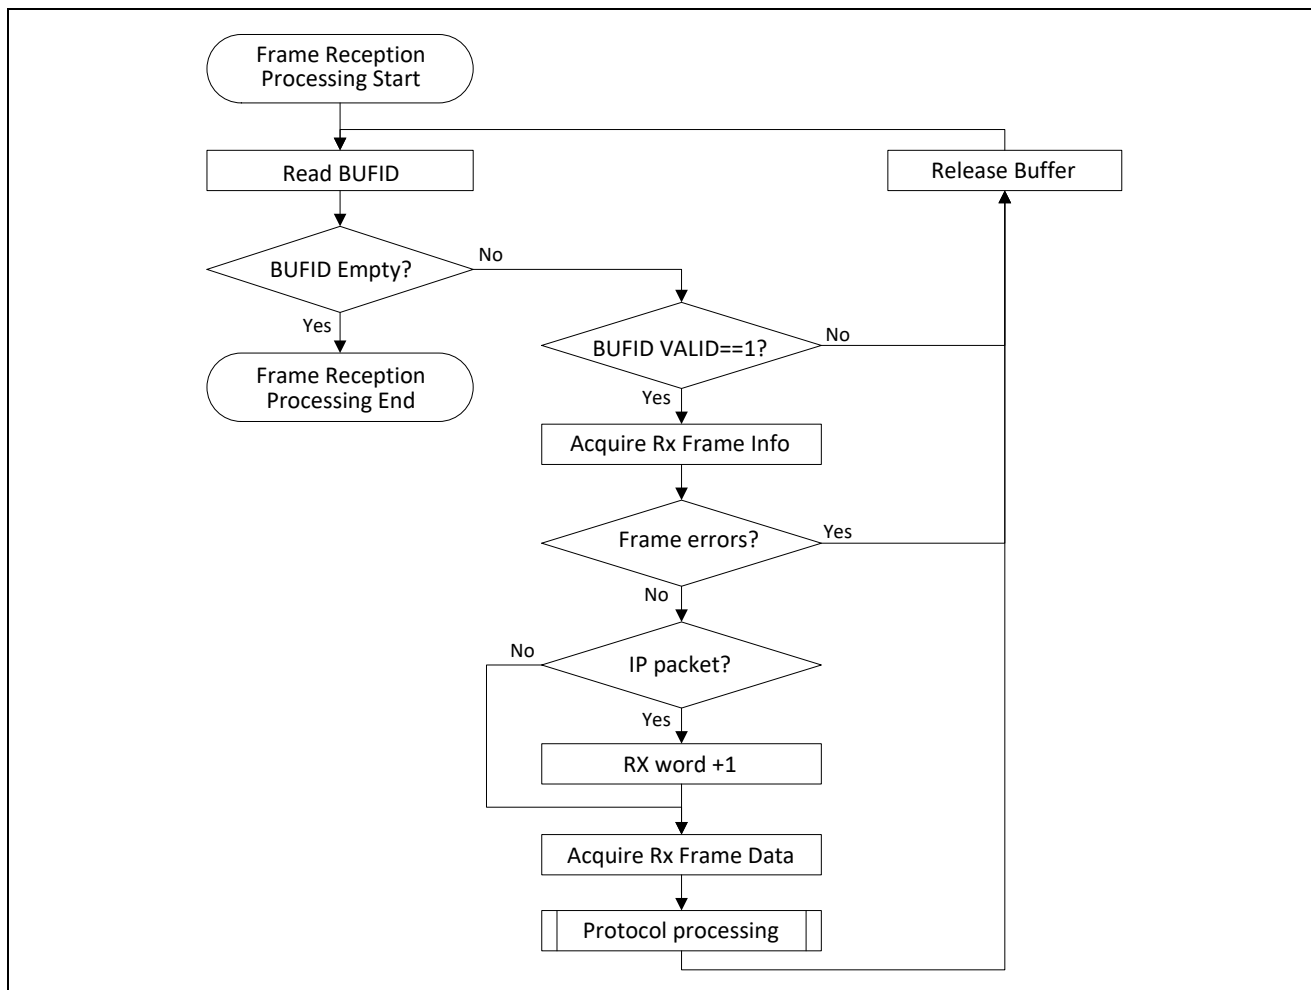 Frame Reception
Processing Start
Read BUFID
Release Buffer
BUFID Empty?
No
Yes
Frame Reception
Processing End
BUFID VALID==1?
No
Yes
Acquire Rx Frame Info
Frame errors?
Yes
No
IP packet?
No
Yes
RX word +1
Acquire Rx Frame Data
Protocol processing